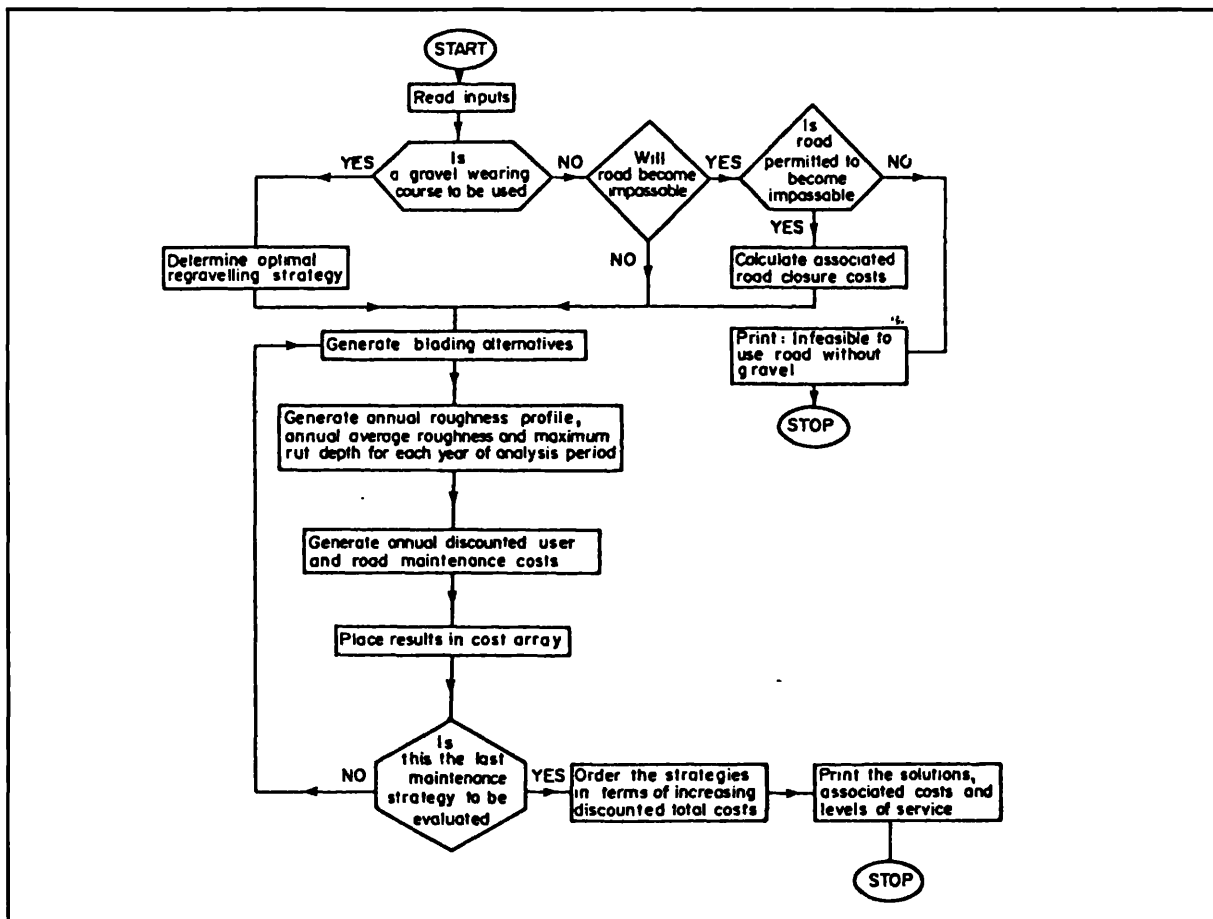 START
Read inputs
Is
a gravel wearing
course to be used
YES
NO
Will
road become
impassable
YES
Is
road
permitted to
become
impassable
NO
YES
NO
Determine optimal
regravelling strategy
Calculate associated
road closure costs
Generate blading alternatives
Print: Infeasible to
use road without
gravel
STOP
Generate annual roughness profile,
annual average roughness and maximum
rut depth for each year of analysis period
Generate annual discounted user
and road maintenance costs
Place results in cost array
Is
this the last
maintenance
strategy to be
evaluated
NO
YES
Order the strategies
in terms of increasing
discounted total costs
Print the solutions,
associated costs and
levels of service
STOP